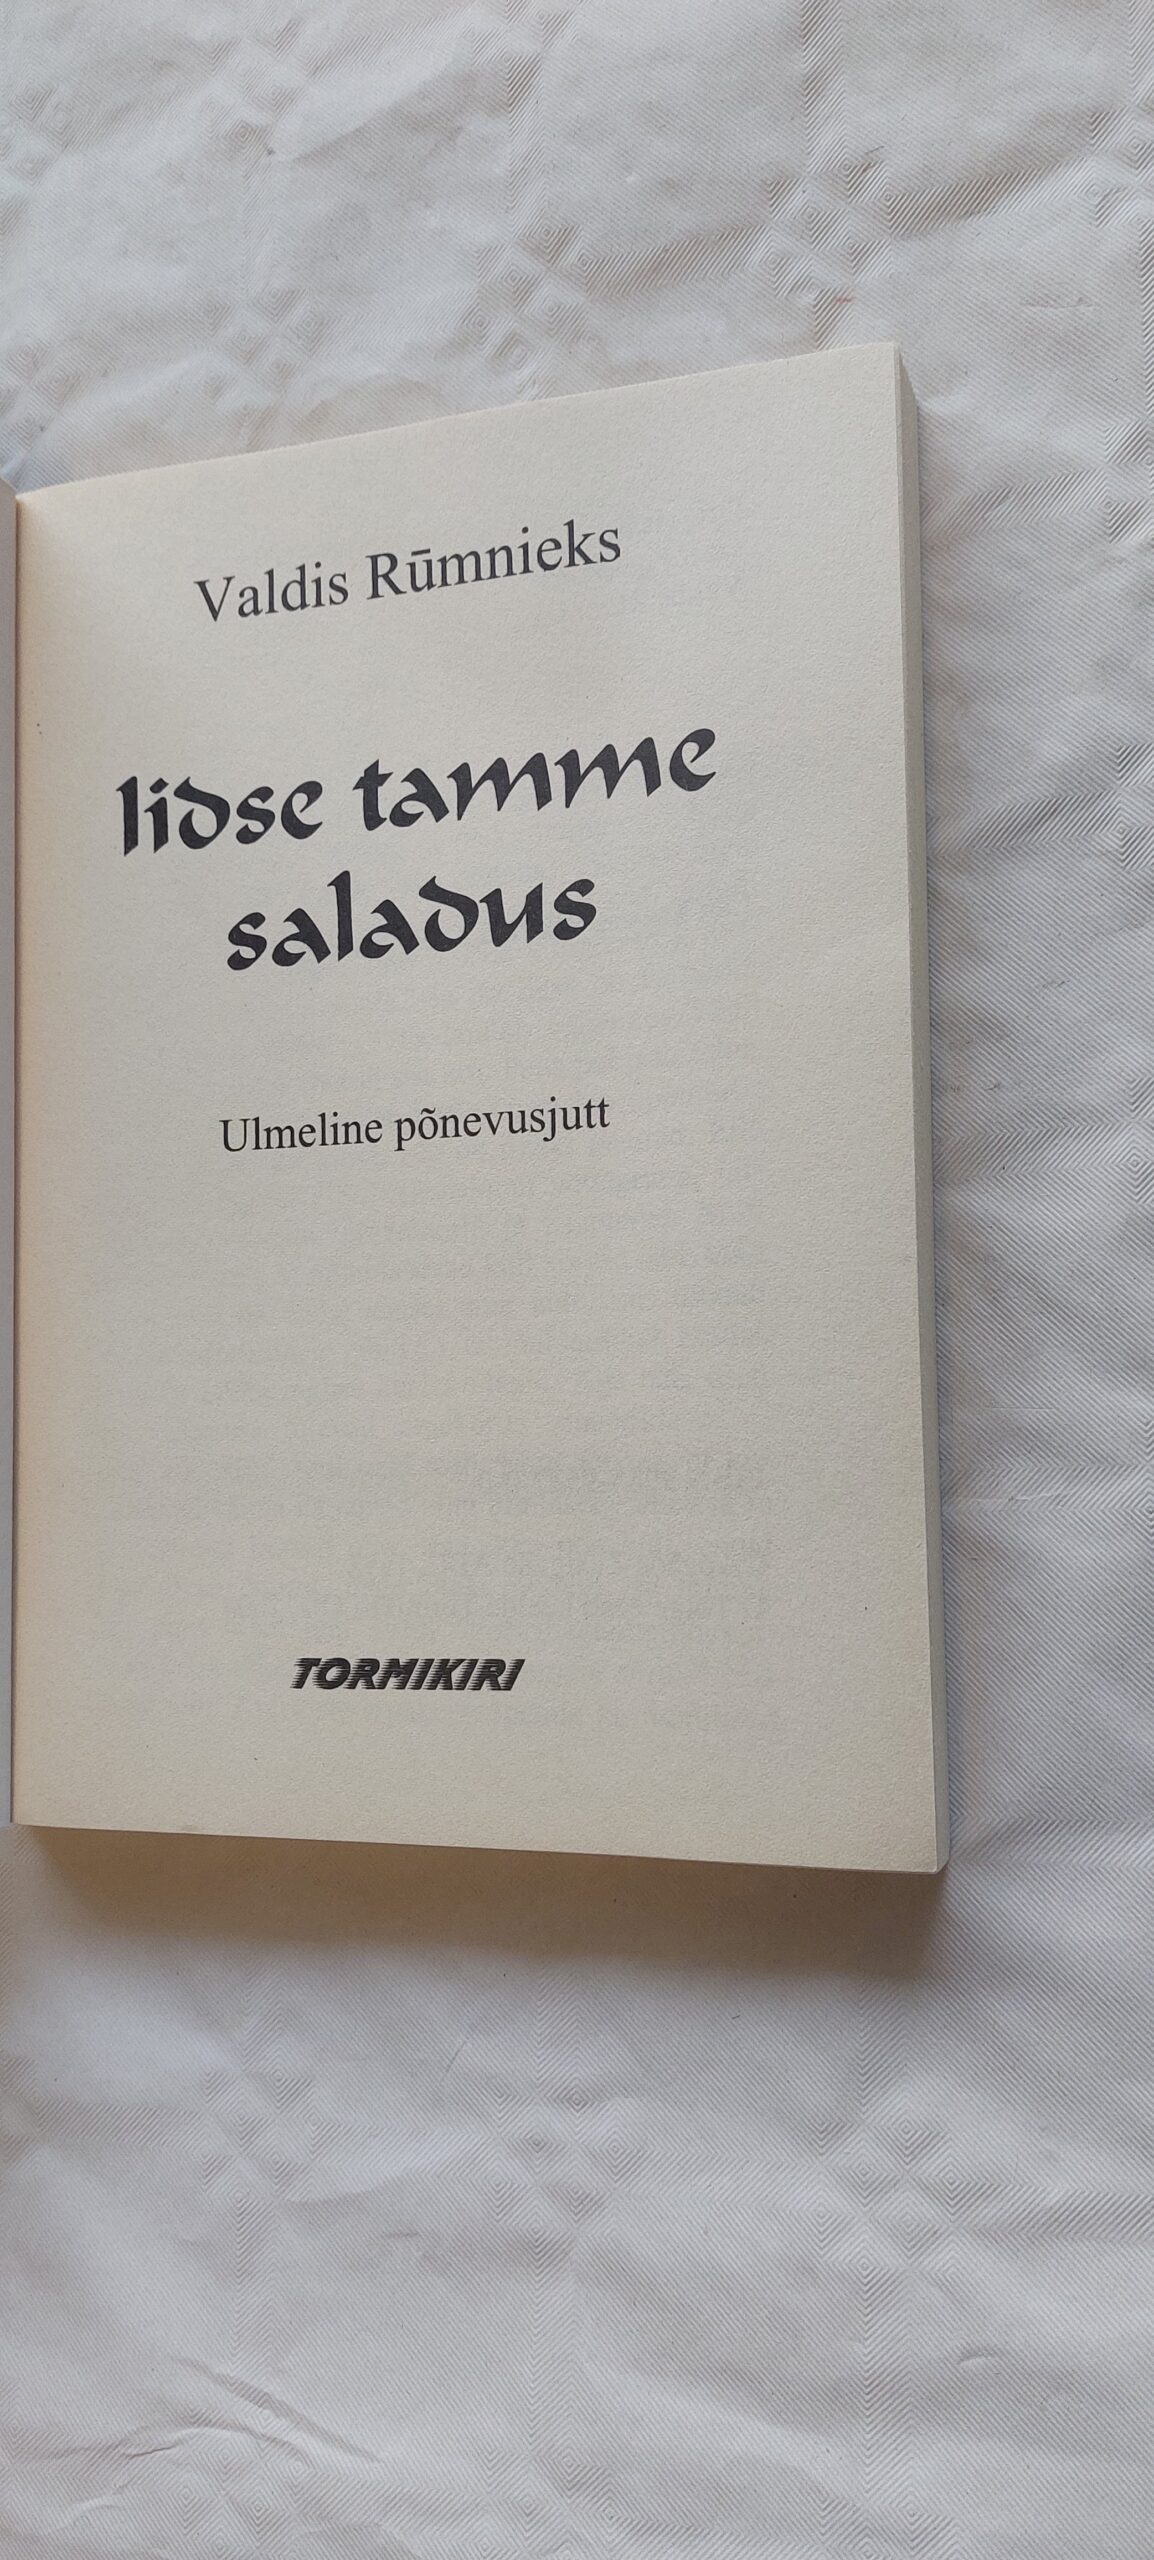 Valdis Rūmnieks
Iidse tamme
saladus
Ulmeline põnevusjutt
TORMIKIRI